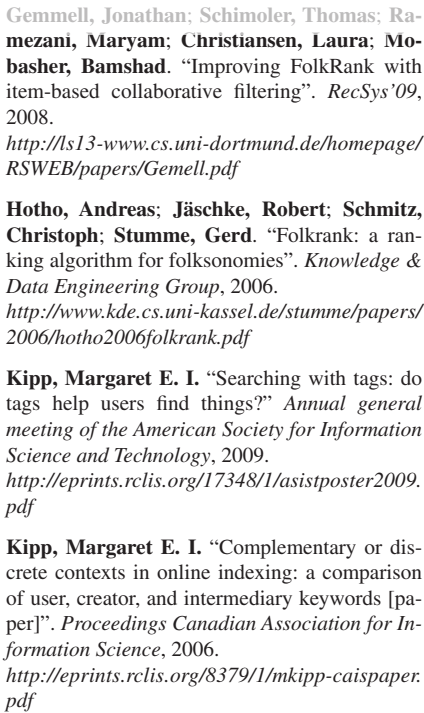 Gemmell, Jonathan; Schimoler, Thomas; Ra-
mezani, Maryam; Christiansen, Laura; Mo-
basher, Bamshad. “Improving FolkRank with
item-based collaborative filtering”. RecSys’09,
2008.
http://ls13-www.cs.uni-dortmund.de/homepage/
RSWEB/papers/Gemell.pdf
Hotho, Andreas; Jäschke, Robert; Schmitz,
Christoph; Stumme, Gerd. “Folkrank: a ran-
king algorithm for folksonomies”. Knowledge &
Data Engineering Group, 2006.
http://www.kde.cs.uni-kassel.de/stumme/papers/
2006/hotho2006folkrank.pdf
Kipp, Margaret E. I. “Searching with tags: do
tags help users find things?” Annual general
meeting of the American Society for Information
Science and Technology, 2009.
http://eprints.rclis.org/17348/1/asistposter2009.
pdf
Kipp, Margaret E. I. “Complementary or dis-
crete contexts in online indexing: a comparison
of user, creator, and intermediary keywords [pa-
per]”. Proceedings Canadian Association for In-
formation Science, 2006.
http://eprints.rclis.org/8379/1/mkipp-caispaper.
pdf